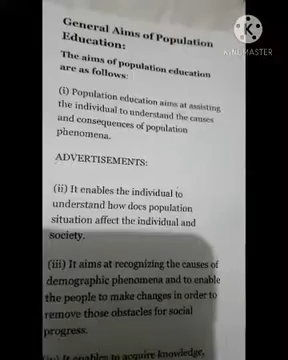 General Aims of Population
Education:
KINEMASTER
The aims of population education
are as follows:
(i) Population education aims at assisting
the individual to understand the causes
and consequences of population
phenomena.
ADVERTISEMENTS:
(ii) It enables the individual to
understand how does population
situation affect the individual and
society.
(iii) It aims at recognizing the causes of
demographic phenomena and to enable
the people to make changes in order to
remove those obstacles for social
progress.
(iv) It enables to acquire knowledge,